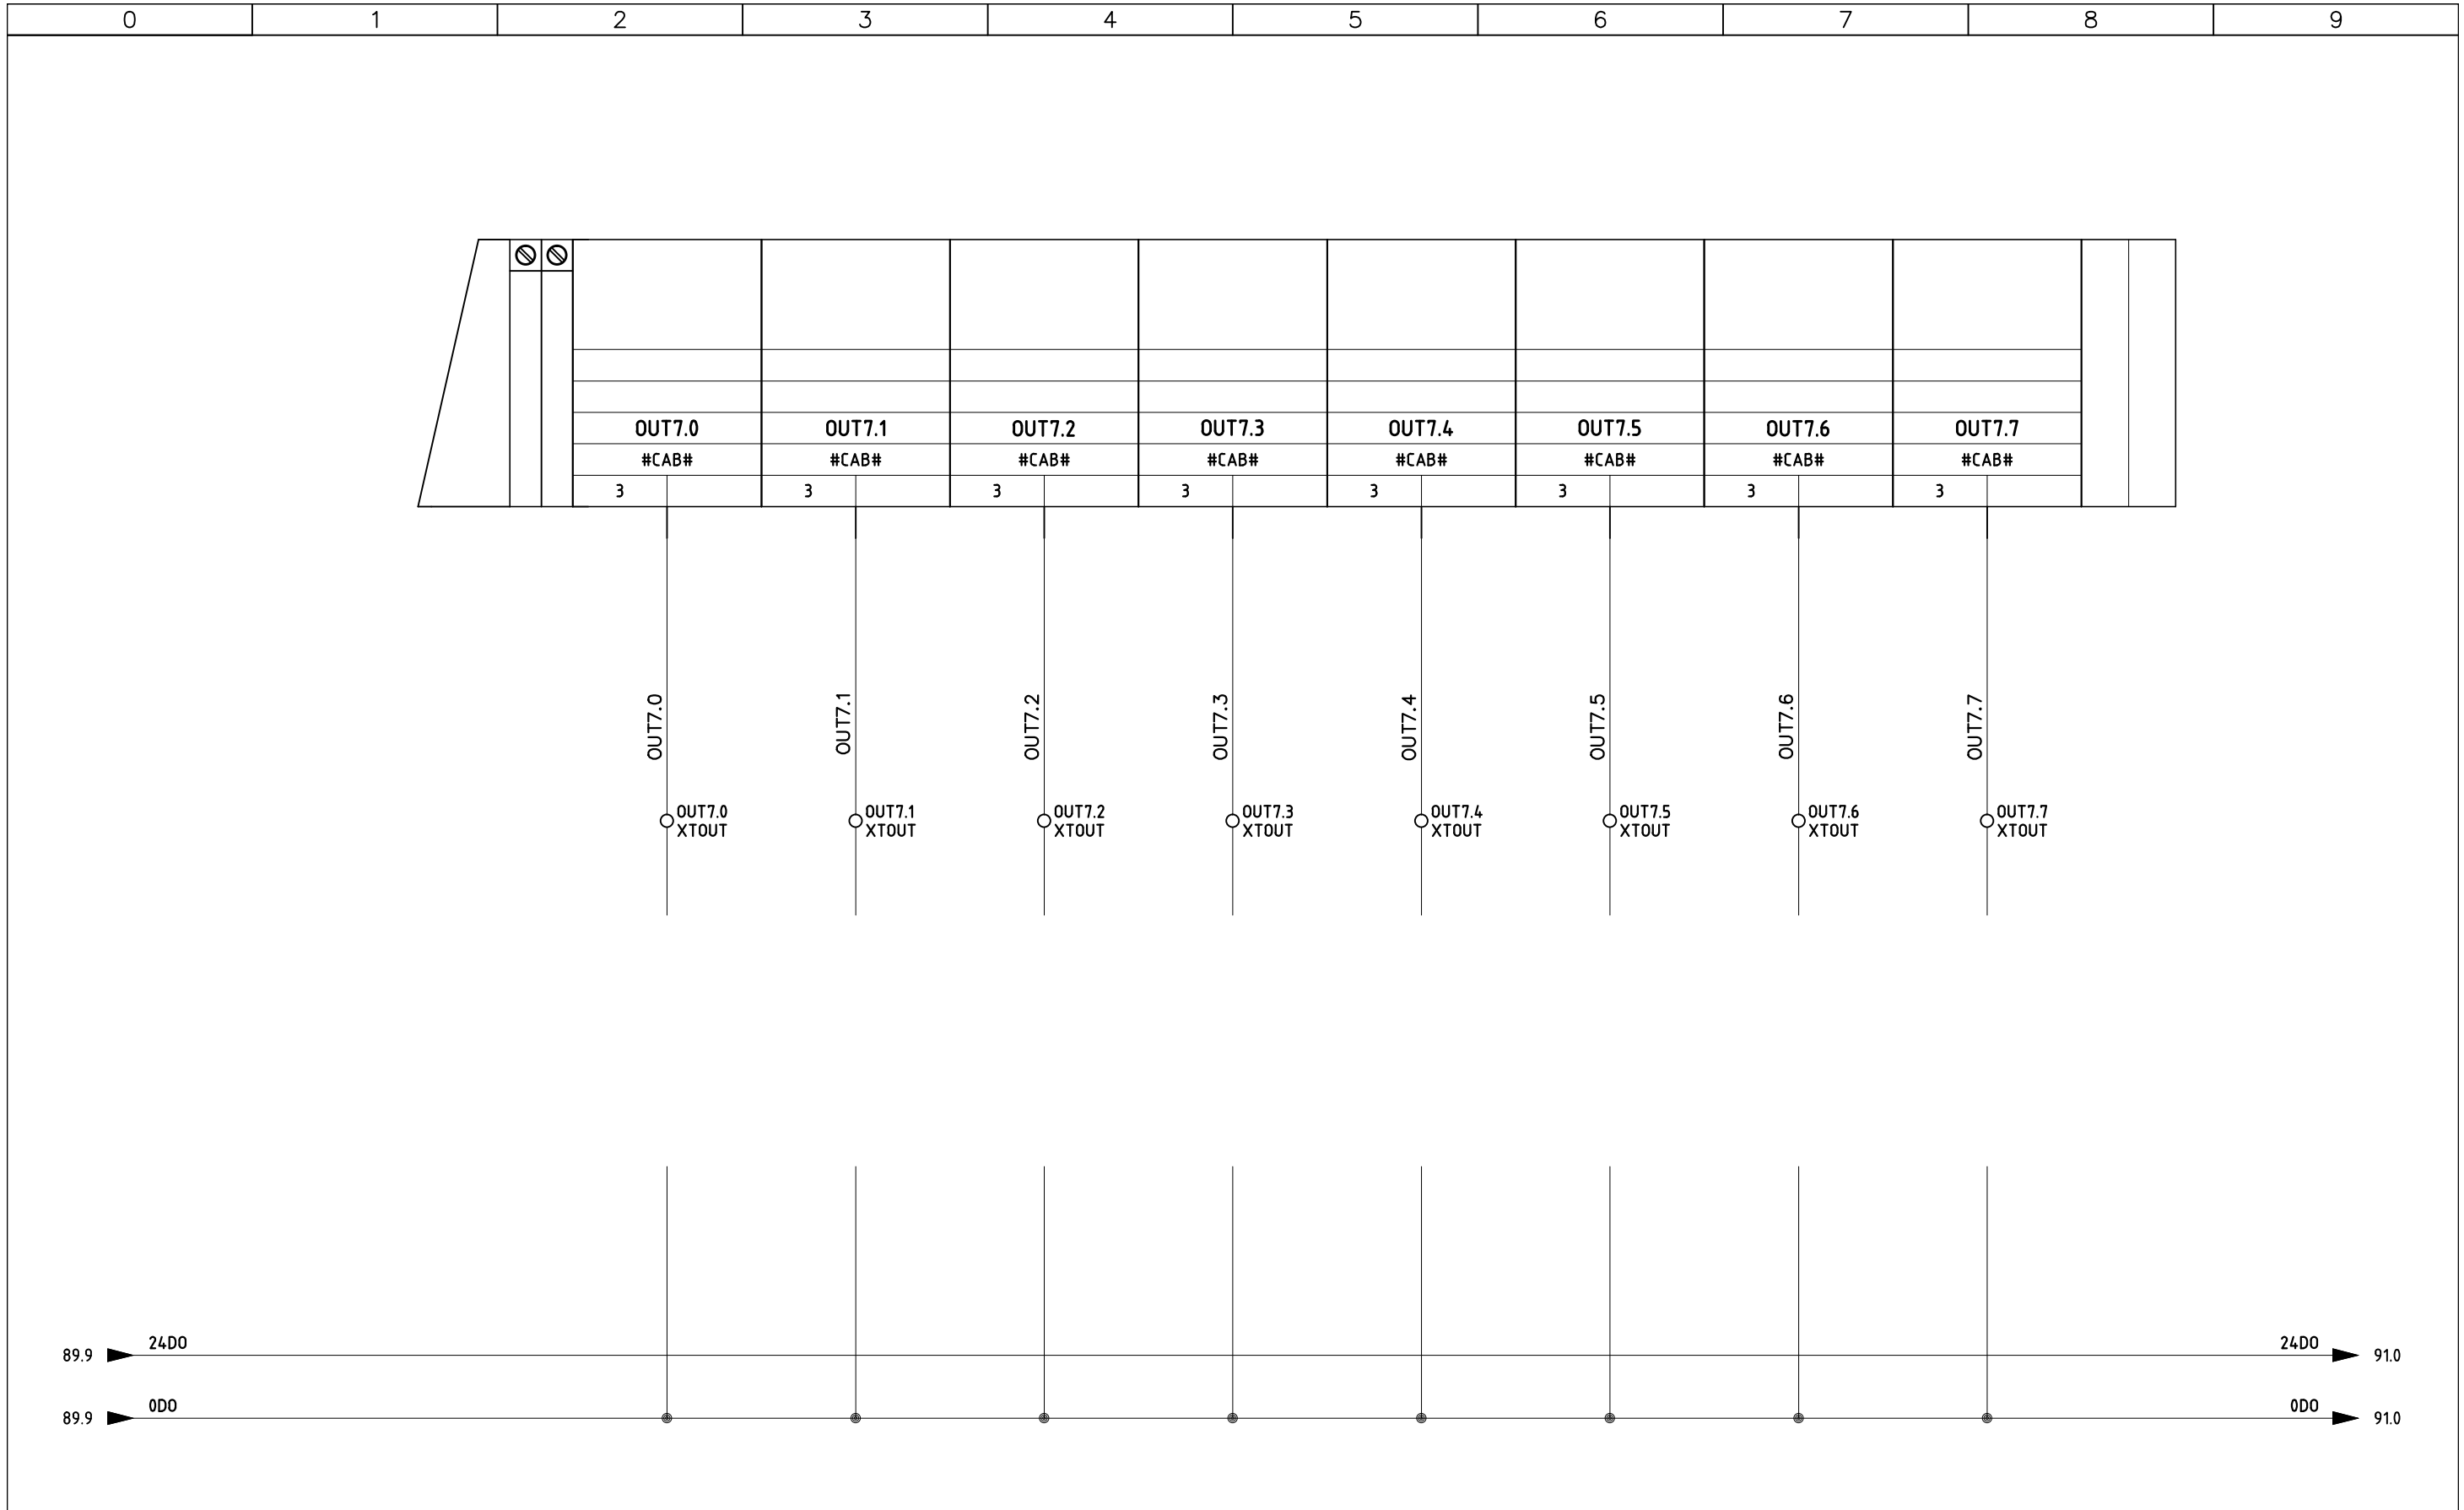 0 1 2 3 4 5 6 7 8 9
OUT7.0 OUT7.1 OUT7.2 OUT7.3 OUT7.4 OUT7.5 OUT7.6 OUT7.7
#CAB# #CAB# #CAB# #CAB# #CAB# #CAB# #CAB# #CAB#
3 3 3 3 3 3 3 3
OUT7.0 OUT7.1 OUT7.2 OUT7.3 OUT7.4 OUT7.5 OUT7.6 OUT7.7
OUT7.0 OUT7.1 OUT7.2 OUT7.3 OUT7.4 OUT7.5 OUT7.6 OUT7.7
XTOUT XTOUT XTOUT XTOUT XTOUT XTOUT XTOUT XTOUT
24DO 24DO
89.9 91.0
0DO 0DO
89.9 91.0